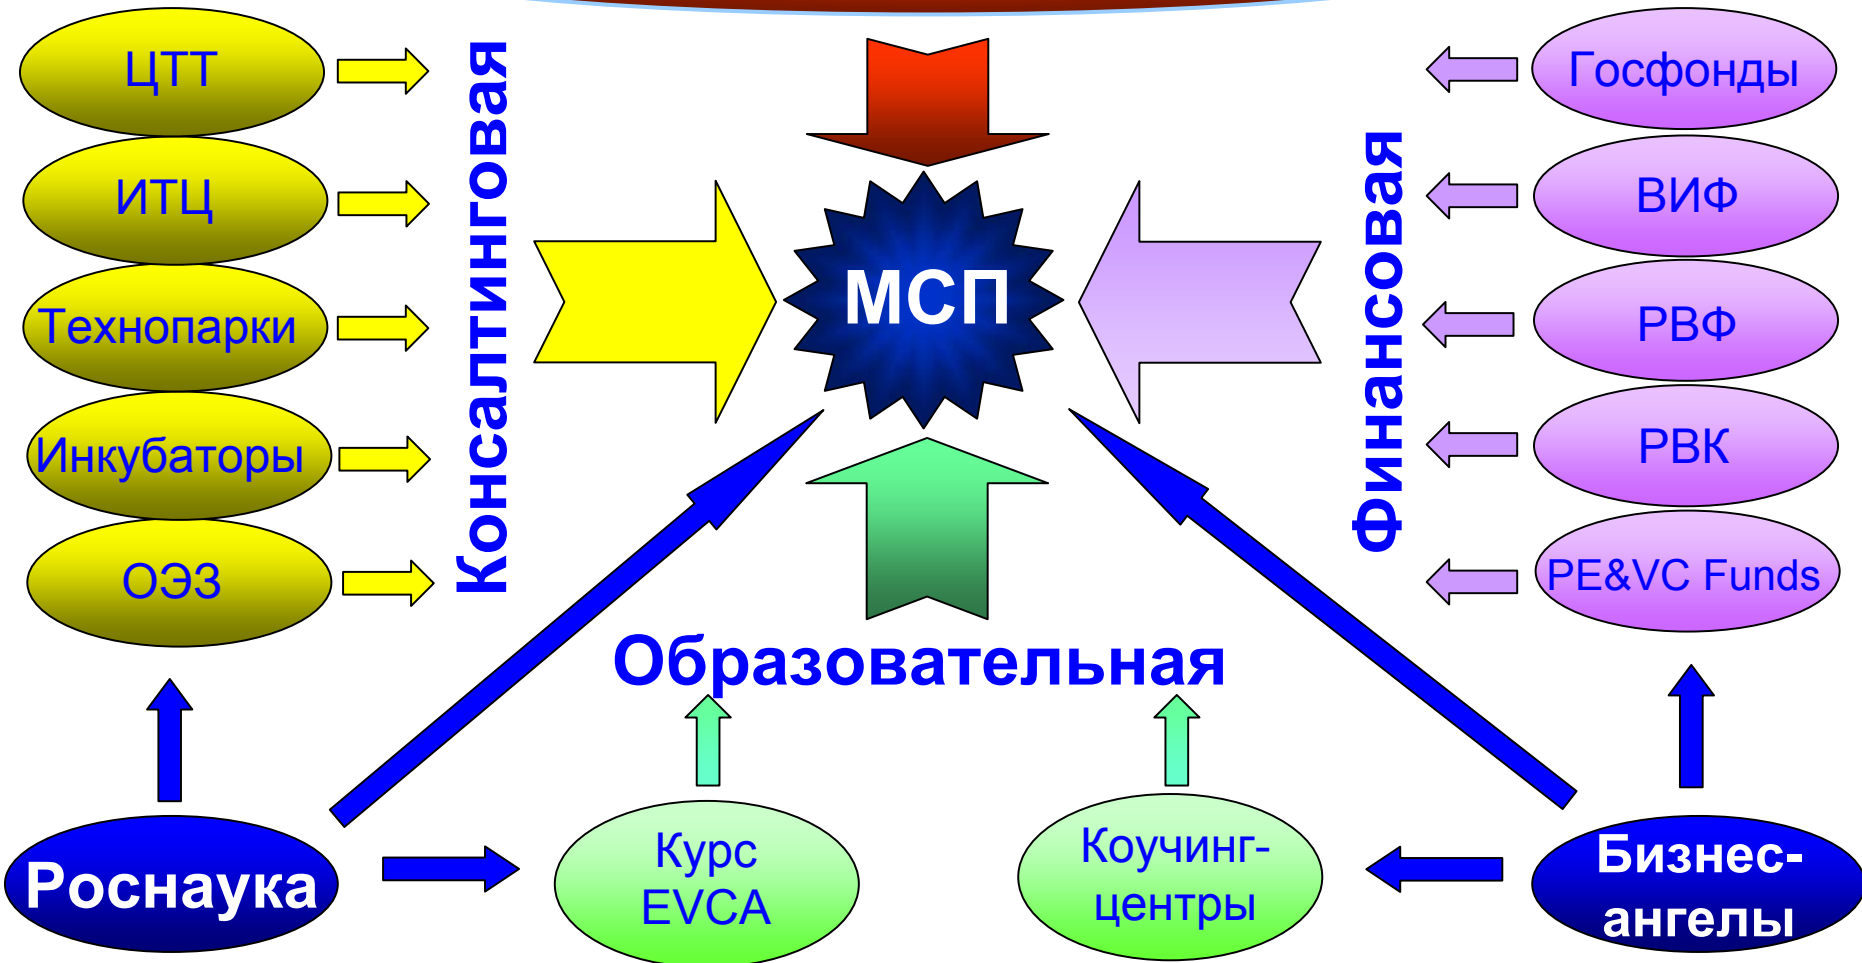 ЦТТ
ИТЦ
Технопарки
Инкубаторы
ОЭЗ
Консалтинговая
МСП
Финансовая
Госфонды
ВИФ
РВФ
РВК
PE&VC Funds
Образовательная
Роснаука
Курс
EVCA
Коучинг-
центры
Бизнес-
ангелы